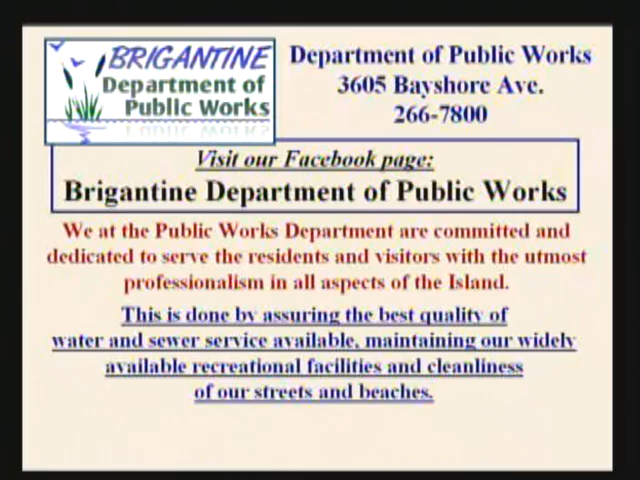 BRIGANTINE
Department of
Public Works
Department of Public Works
3605 Bayshore Ave.
266-7800
Visit our Facebook page:
Brigantine Department of Public Works
We at the Public Works Department are committed and
dedicated to serve the residents and visitors with the utmost
professionalism in all aspects of the Island.
This is done by assuring the best quality of
water and sewer service available, maintaining our widely
available recreational facilities and cleanliness
of our streets and beaches.